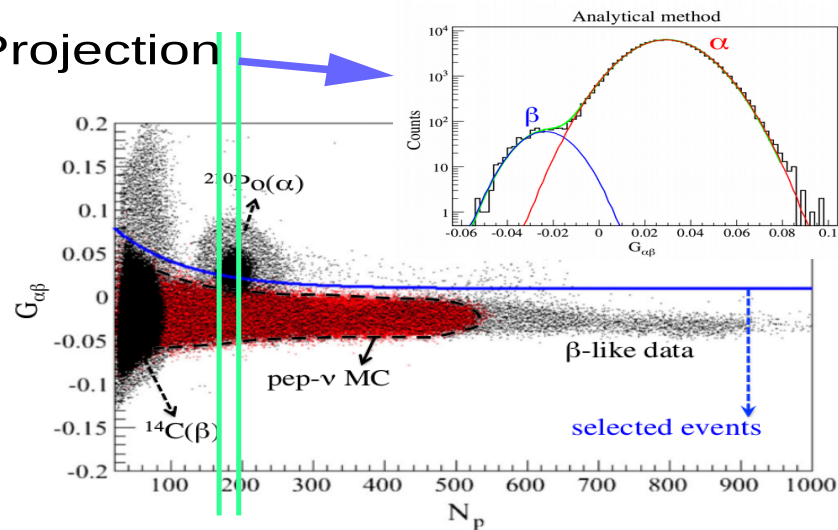 Projection
Analytical method
Counts
10⁴
10³
10²
10
1
α
β
-0.06 -0.04 -0.02 0 0.02 0.04 0.06 0.08 0.1
Gαβ
Gαβ
0.2
0.15
0.1
0.05
0
-0.05
-0.1
-0.15
-0.2
²¹⁰Po(α)
β-like data
pep-ν MC
¹⁴C(β)
selected events
100 200 300 400 500 600 700 800 900 1000
Nₚ